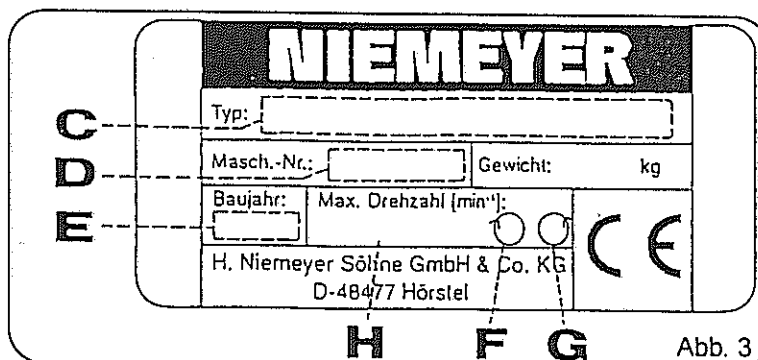 NIEMEYER
C
Typ:
D
Masch.-Nr.: Gewicht: kg
E
Baujahr: Max. Drehzahl [min⁻¹]:
H. Niemeyer Söhne GmbH & Co. KG
D-48477 Hörstel
CE
H F G
Abb. 3